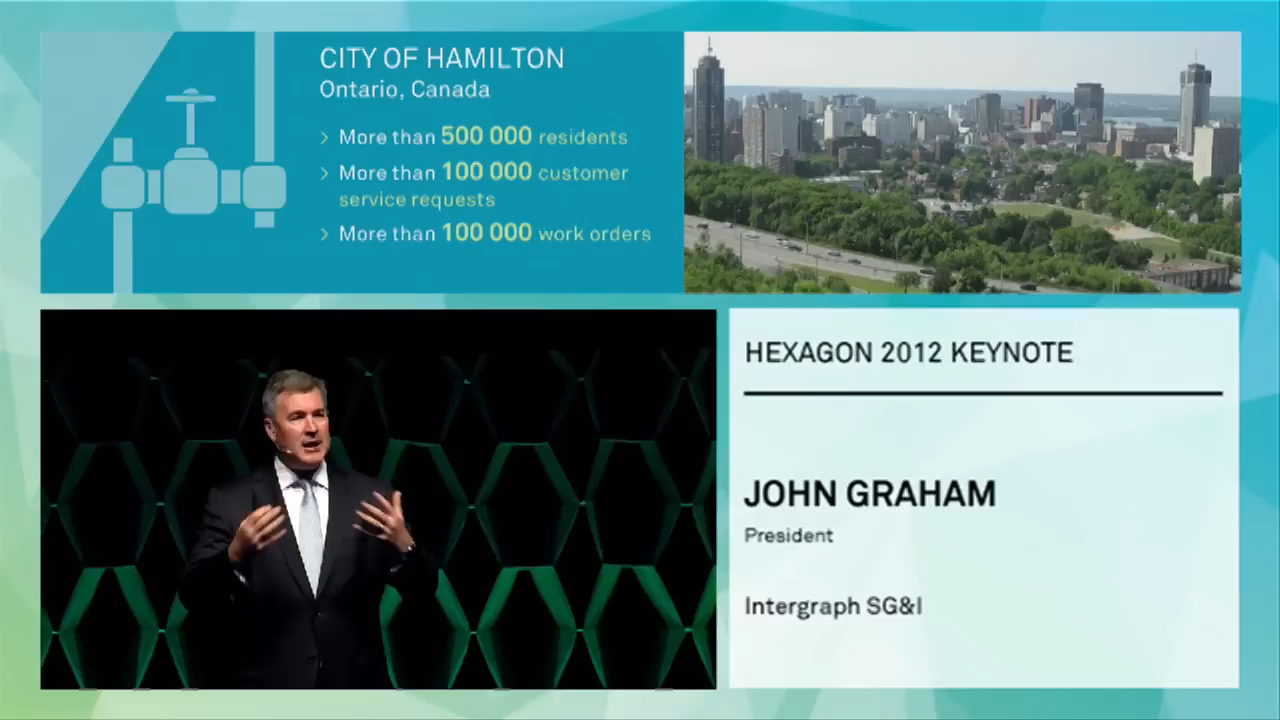 CITY OF HAMILTON
Ontario, Canada
> More than 500 000 residents
> More than 100 000 customer
service requests
> More than 100 000 work orders
HEXAGON 2012 KEYNOTE
JOHN GRAHAM
President
Intergraph SG&I